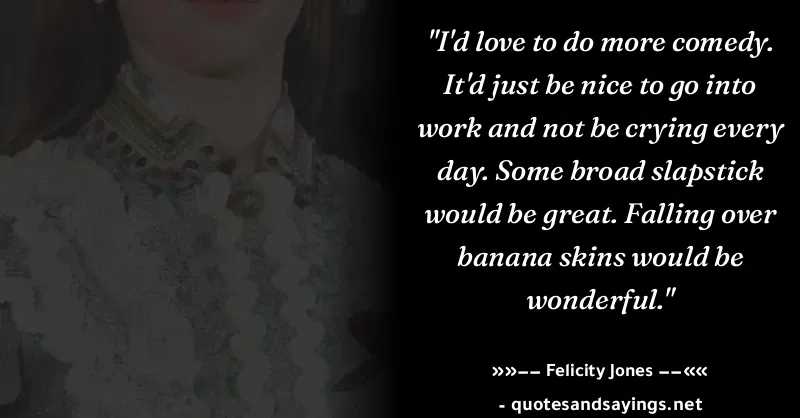 "I'd love to do more comedy.
It'd just be nice to go into
work and not be crying every
day. Some broad slapstick
would be great. Falling over
banana skins would be
wonderful."
»»−− Felicity Jones −−««
- quotesandsayings.net